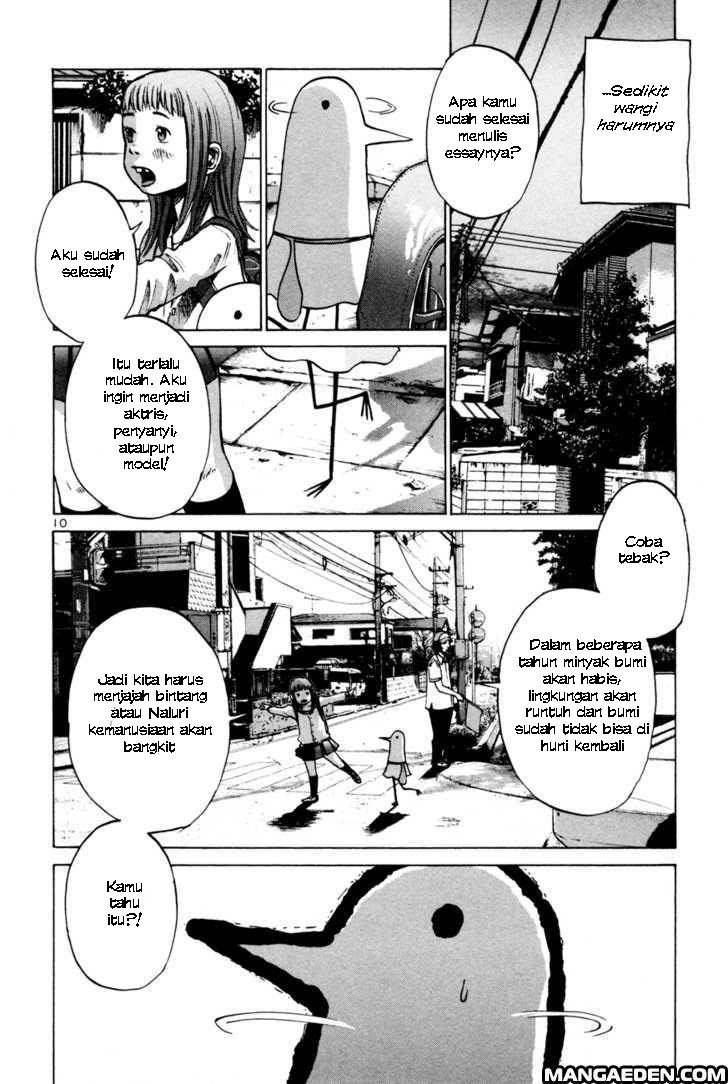 ...Sedikit
wangi
harumnya
Apa kamu
sudah selesai
menulis
essaynya?
Aku sudah
selesai!
Itu terlalu
mudah. Aku
ingin menjadi
aktris,
penyanyi,
ataupun
model!
10
Coba
tebak?
Dalam beberapa
tahun minyak bumi
akan habis,
lingkungan akan
runtuh dan bumi
sudah tidak bisa di
huni kembali
Jadi kita harus
menjajah bintang
atau Naluri
kemanusiaan akan
bangkit
Kamu
tahu
itu?!
MANGAEDEN.COM